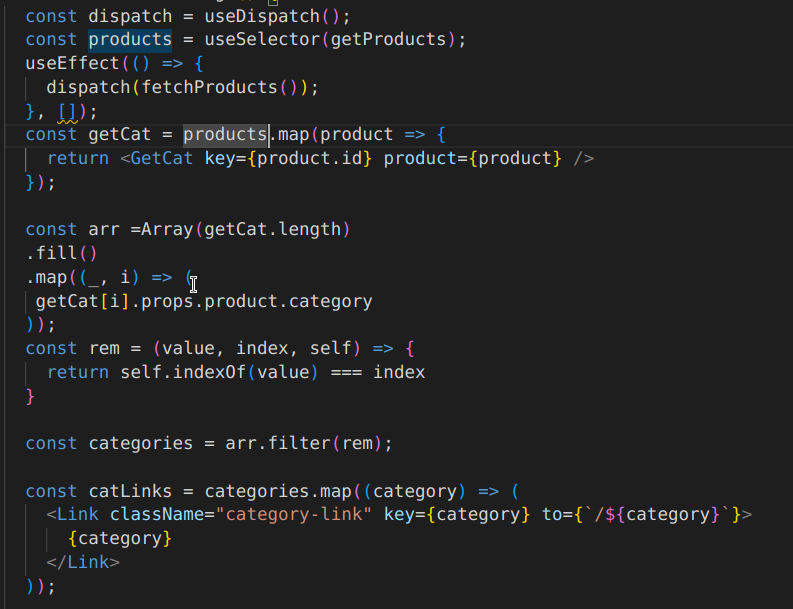 const dispatch = useDispatch();
const products = useSelector(getProducts);
useEffect(() => {
  dispatch(fetchProducts());
}, []);
const getCat = products.map(product => {
  return <GetCat key={product.id} product={product} />
});

const arr =Array(getCat.length)
.fill()
.map((_, i) => (
 getCat[i].props.product.category
));
const rem = (value, index, self) => {
  return self.indexOf(value) === index
}

const categories = arr.filter(rem);

const catLinks = categories.map((category) => (
  <Link className="category-link" key={category} to={`/${category}`}>
    {category}
  </Link>
));